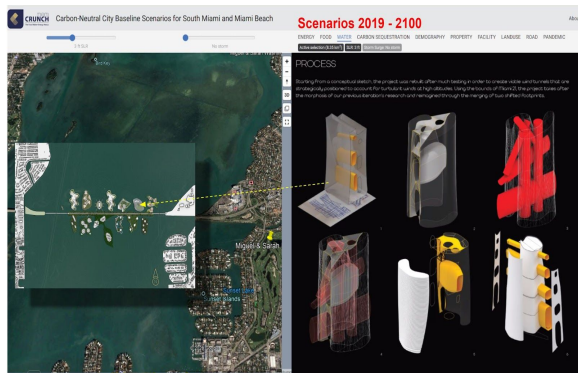 CRUNCH
Carbon-Neutral City Baseline Scenarios for South Miami and Miami Beach
Scenarios 2019 - 2100
ENERGY FOOD WATER CARBON SEQUESTRATION DEMOGRAPHY PROPERTY FACILITY LANDUSE ROAD PANDEMIC
No storm
PROCESS
Starting from a conceptual sketch, the project was rebuilt after much testing in order to create viable wind tunnels that are
strategically positioned to account for turbulent winds at high altitudes. Using the bounds of Miami 21, the project takes after
the morphosis of our previous iteration's research and reimagined through the merging of two shifted footprints.
Miguel & Sarah
Sunset Lake
Sunset Islands